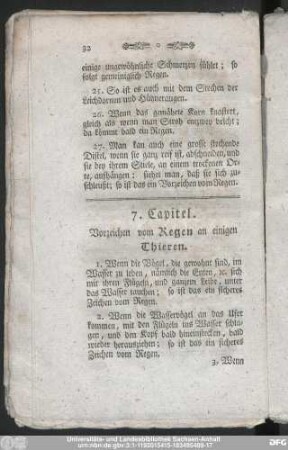 32
einige ungewöhnliche Schmerzen fühlet; so
folgt gemeiniglich Regen.
25. So ist es auch mit dem Stechen der
Leichdornen und Hüneraugen.
26. Wenn das gemähete Korn knastert,
gleich als wenn man Stroh entzwey bricht;
da kömmt bald ein Regen.
27. Man kan auch eine grosse stechende
Distel, wenn sie ganz reif ist, abschneiden, und
sie bey ihrem Stiele, an einem trockenen Or-
te, aufhängen: siehet man, daß sie sich zu-
schleußt; so ist das ein Vorzeichen vom Regen.
7. Capitel.
Vorzeichen vom Regen an einigen
Thieren.
1. Wenn die Vögel, die gewohnt sind, im
Wasser zu leben, nämlich die Enten, ꝛc. sich
mit ihren Flügeln, und ganzem Leibe, unter
das Wasser tauchen; so ist das ein sicheres
Zeichen vom Regen.
2. Wenn die Wasservögel an das Ufer
kommen, mit den Flügeln ins Wasser schla-
gen, und den Kopf bald hineinstecken, bald
wieder herausziehen; so ist das ein sicheres
Zeichen vom Regen.
3. Wenn
Universitäts- und Landesbibliothek Sachsen-Anhalt